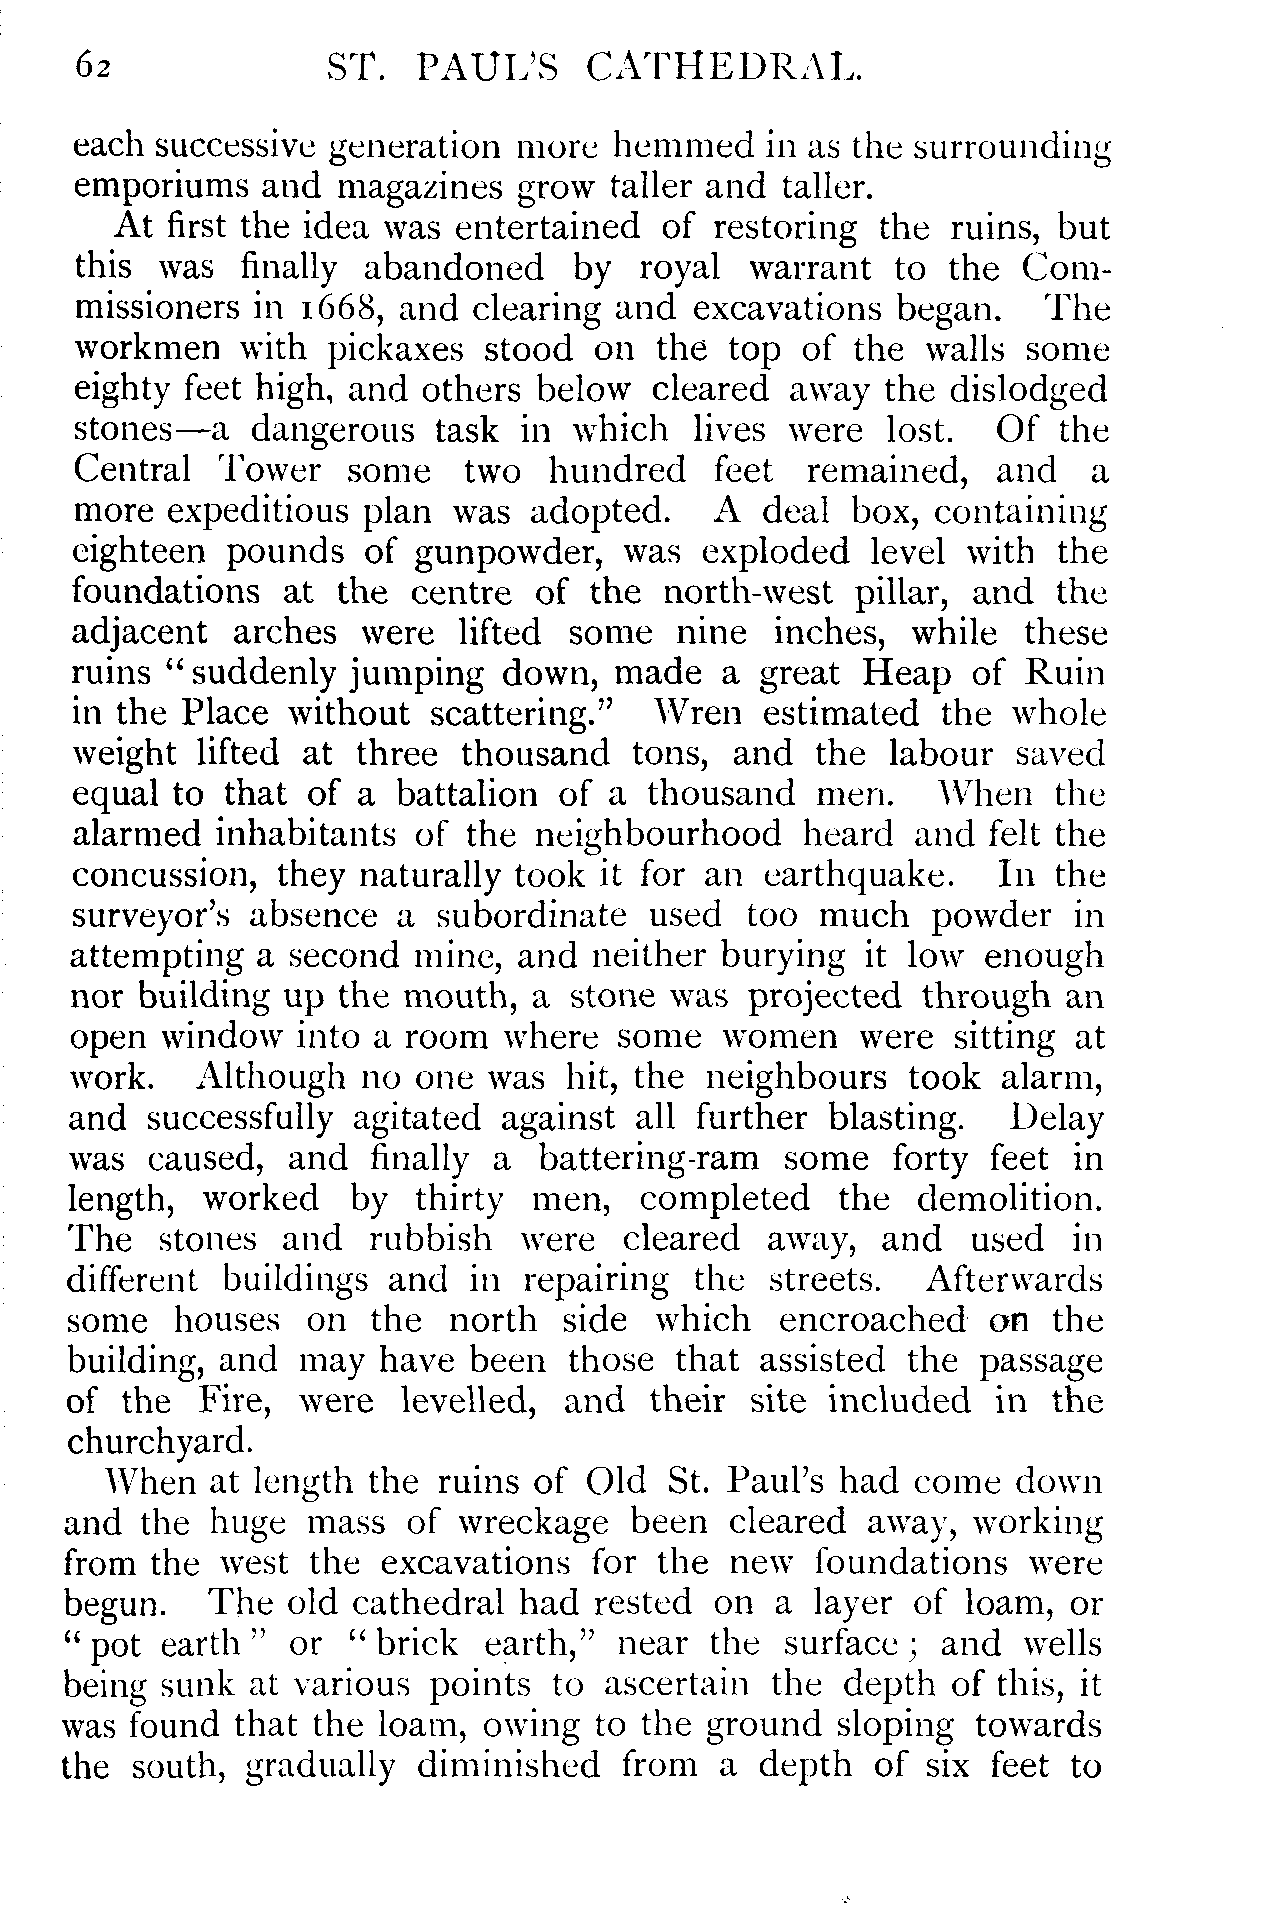 62 ST. PAUL'S CATHEDRAL.
each successive generation more hemmed in as the surrounding
emporiums and magazines grow taller and taller.
At first the idea was entertained of restoring the ruins, but
this was finally abandoned by royal warrant to the Com-
missioners in 1668, and clearing and excavations began. The
workmen with pickaxes stood on the top of the walls some
eighty feet high, and others below cleared away the dislodged
stones—a dangerous task in which lives were lost. Of the
Central Tower some two hundred feet remained, and a
more expeditious plan was adopted. A deal box, containing
eighteen pounds of gunpowder, was exploded level with the
foundations at the centre of the north-west pillar, and the
adjacent arches were lifted some nine inches, while these
ruins “suddenly jumping down, made a great Heap of Ruin
in the Place without scattering.” Wren estimated the whole
weight lifted at three thousand tons, and the labour saved
equal to that of a battalion of a thousand men. When the
alarmed inhabitants of the neighbourhood heard and felt the
concussion, they naturally took it for an earthquake. In the
surveyor's absence a subordinate used too much powder in
attempting a second mine, and neither burying it low enough
nor building up the mouth, a stone was projected through an
open window into a room where some women were sitting at
work. Although no one was hit, the neighbours took alarm,
and successfully agitated against all further blasting. Delay
was caused, and finally a battering-ram some forty feet in
length, worked by thirty men, completed the demolition.
The stones and rubbish were cleared away, and used in
different buildings and in repairing the streets. Afterwards
some houses on the north side which encroached on the
building, and may have been those that assisted the passage
of the Fire, were levelled, and their site included in the
churchyard.
When at length the ruins of Old St. Paul's had come down
and the huge mass of wreckage been cleared away, working
from the west the excavations for the new foundations were
begun. The old cathedral had rested on a layer of loam, or
“pot earth” or “brick earth,” near the surface; and wells
being sunk at various points to ascertain the depth of this, it
was found that the loam, owing to the ground sloping towards
the south, gradually diminished from a depth of six feet to